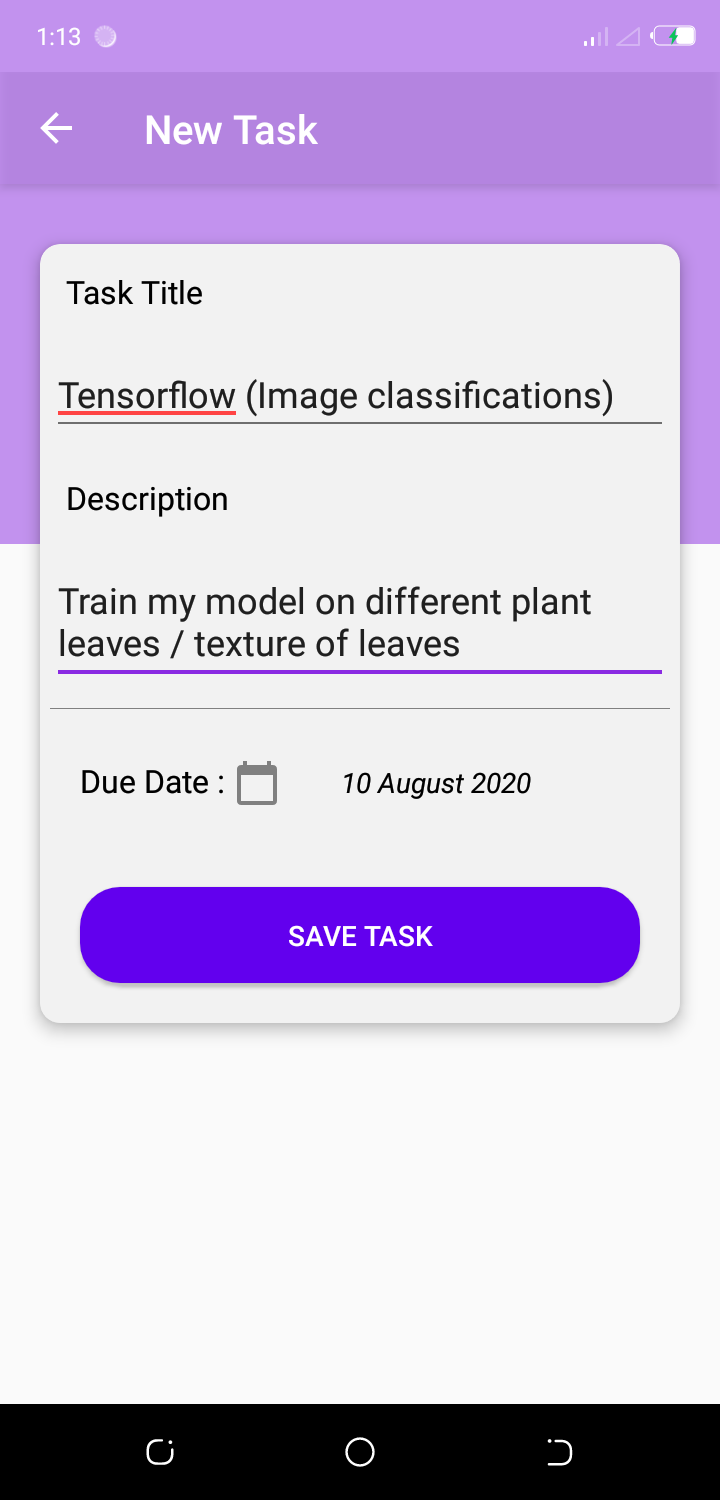 1:13
New Task
Task Title
Tensorflow (Image classifications)
Description
Train my model on different plant
leaves / texture of leaves
Due Date : 10 August 2020
SAVE TASK